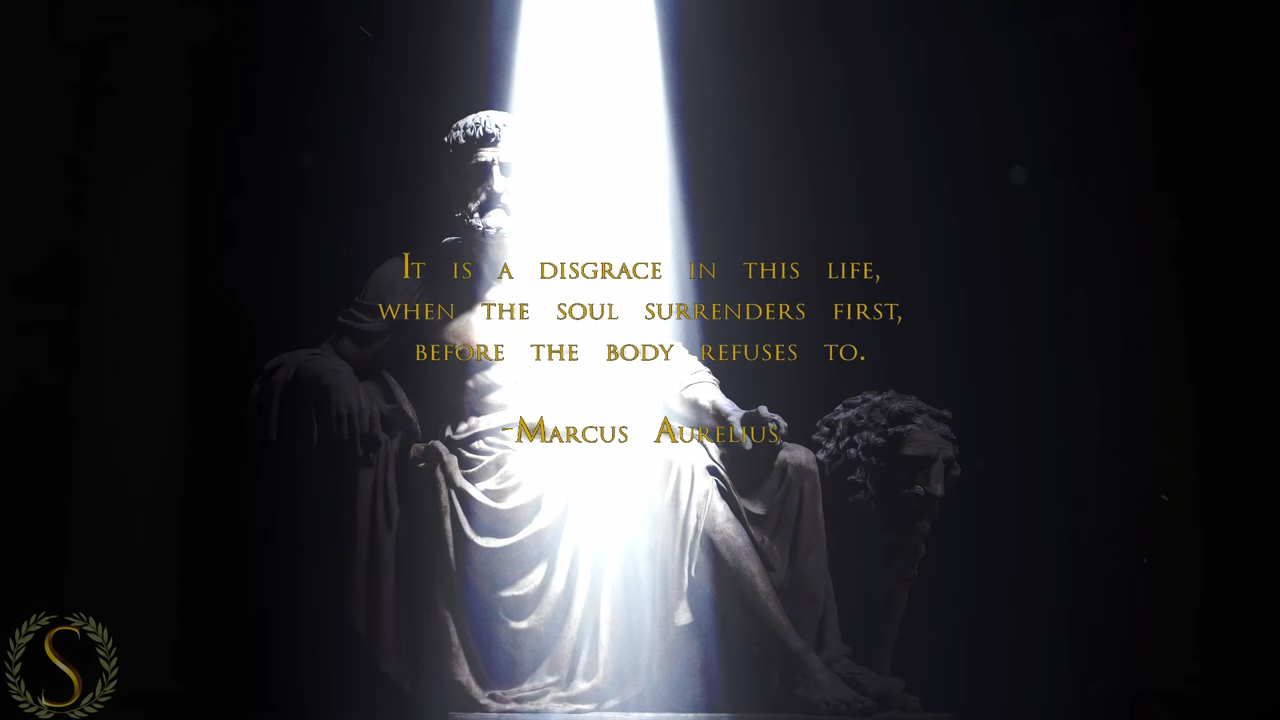 It is a disgrace in this life,
when the soul surrenders first,
before the body refuses to.
-Marcus Aurelius
S